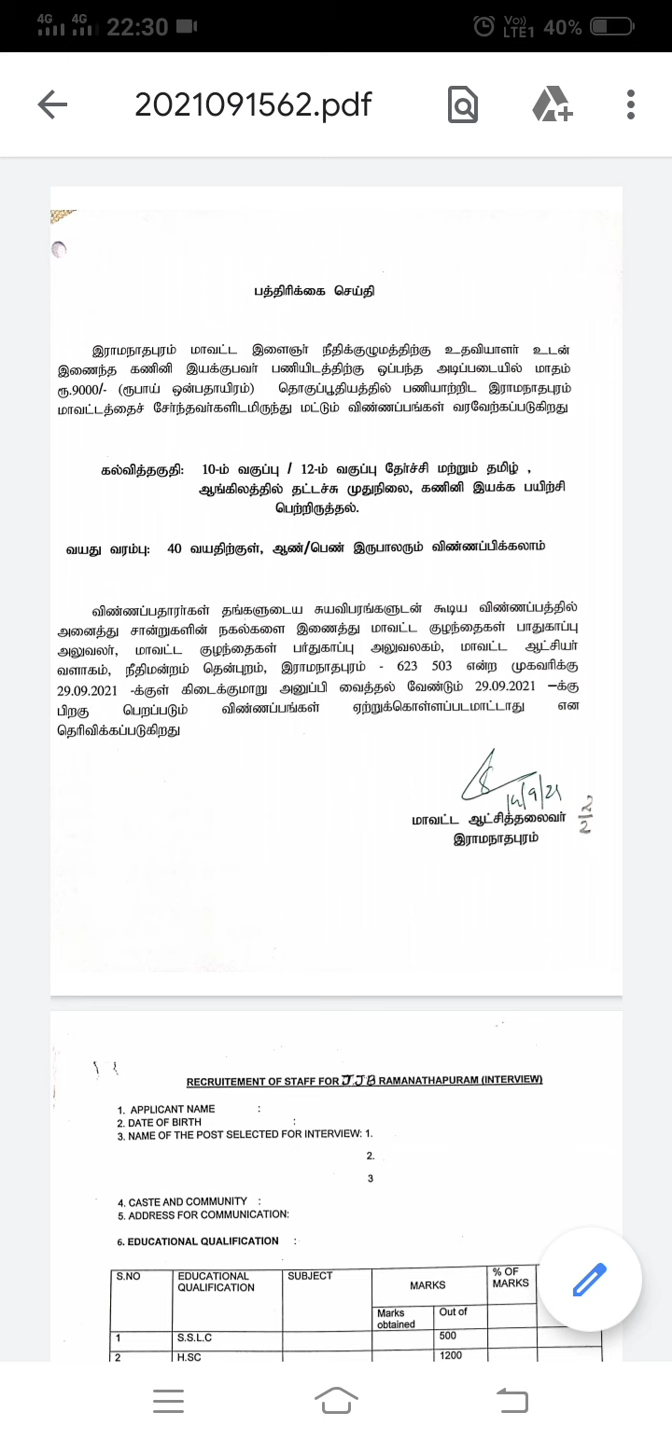 4G 4G 22:30 Vo)) LTE1 40%
2021091562.pdf
பத்திரிக்கை செய்தி
இராமநாதபுரம் மாவட்ட இளைஞர் நீதிக்குழுமத்திற்கு உதவியாளர் உடன்
இணைந்த கணினி இயக்குபவர் பணியிடத்திற்கு ஒப்பந்த அடிப்படையில் மாதம்
ரூ.9000/- (ரூபாய் ஒன்பதாயிரம்) தொகுப்பூதியத்தில் பணியாற்றிட இராமநாதபுரம்
மாவட்டத்தைச் சேர்ந்தவர்களிடமிருந்து மட்டும் விண்ணப்பங்கள் வரவேற்கப்படுகிறது
கல்வித்தகுதி: 10-ம் வகுப்பு / 12-ம் வகுப்பு தேர்ச்சி மற்றும் தமிழ் ,
ஆங்கிலத்தில் தட்டச்சு முதுநிலை, கணினி இயக்க பயிற்சி
பெற்றிருத்தல்.
வயது வரம்பு: 40 வயதிற்குள், ஆண்/பெண் இருபாலரும் விண்ணப்பிக்கலாம்
விண்ணப்பதாரர்கள் தங்களுடைய சுயவிபரங்களுடன் கூடிய விண்ணப்பத்தில்
அனைத்து சான்றுகளின் நகல்களை இணைத்து மாவட்ட குழந்தைகள் பாதுகாப்பு
அலுவலர், மாவட்ட குழந்தைகள் பர்துகாப்பு அலுவலகம், மாவட்ட ஆட்சியர்
வளாகம், நீதிமன்றம் தென்புறம், இராமநாதபுரம் - 623 503 என்ற முகவரிக்கு
29.09.2021 -க்குள் கிடைக்குமாறு அனுப்பி வைத்தல் வேண்டும் 29.09.2021 –க்கு
பிறகு பெறப்படும் விண்ணப்பங்கள் ஏற்றுக்கொள்ளப்படமாட்டாது என
தெரிவிக்கப்படுகிறது
14/9/21
மாவட்ட ஆட்சித்தலைவர் 2/2
இராமநாதபுரம்
RECRUITEMENT OF STAFF FOR JJB RAMANATHAPURAM (INTERVIEW)
1. APPLICANT NAME :
2. DATE OF BIRTH :
3. NAME OF THE POST SELECTED FOR INTERVIEW: 1.
2.
3
4. CASTE AND COMMUNITY :
5. ADDRESS FOR COMMUNICATION:
6. EDUCATIONAL QUALIFICATION :
S.NO EDUCATIONAL QUALIFICATION SUBJECT MARKS % OF MARKS
Marks obtained Out of
1 S.S.L.C 500
2 H.SC 1200